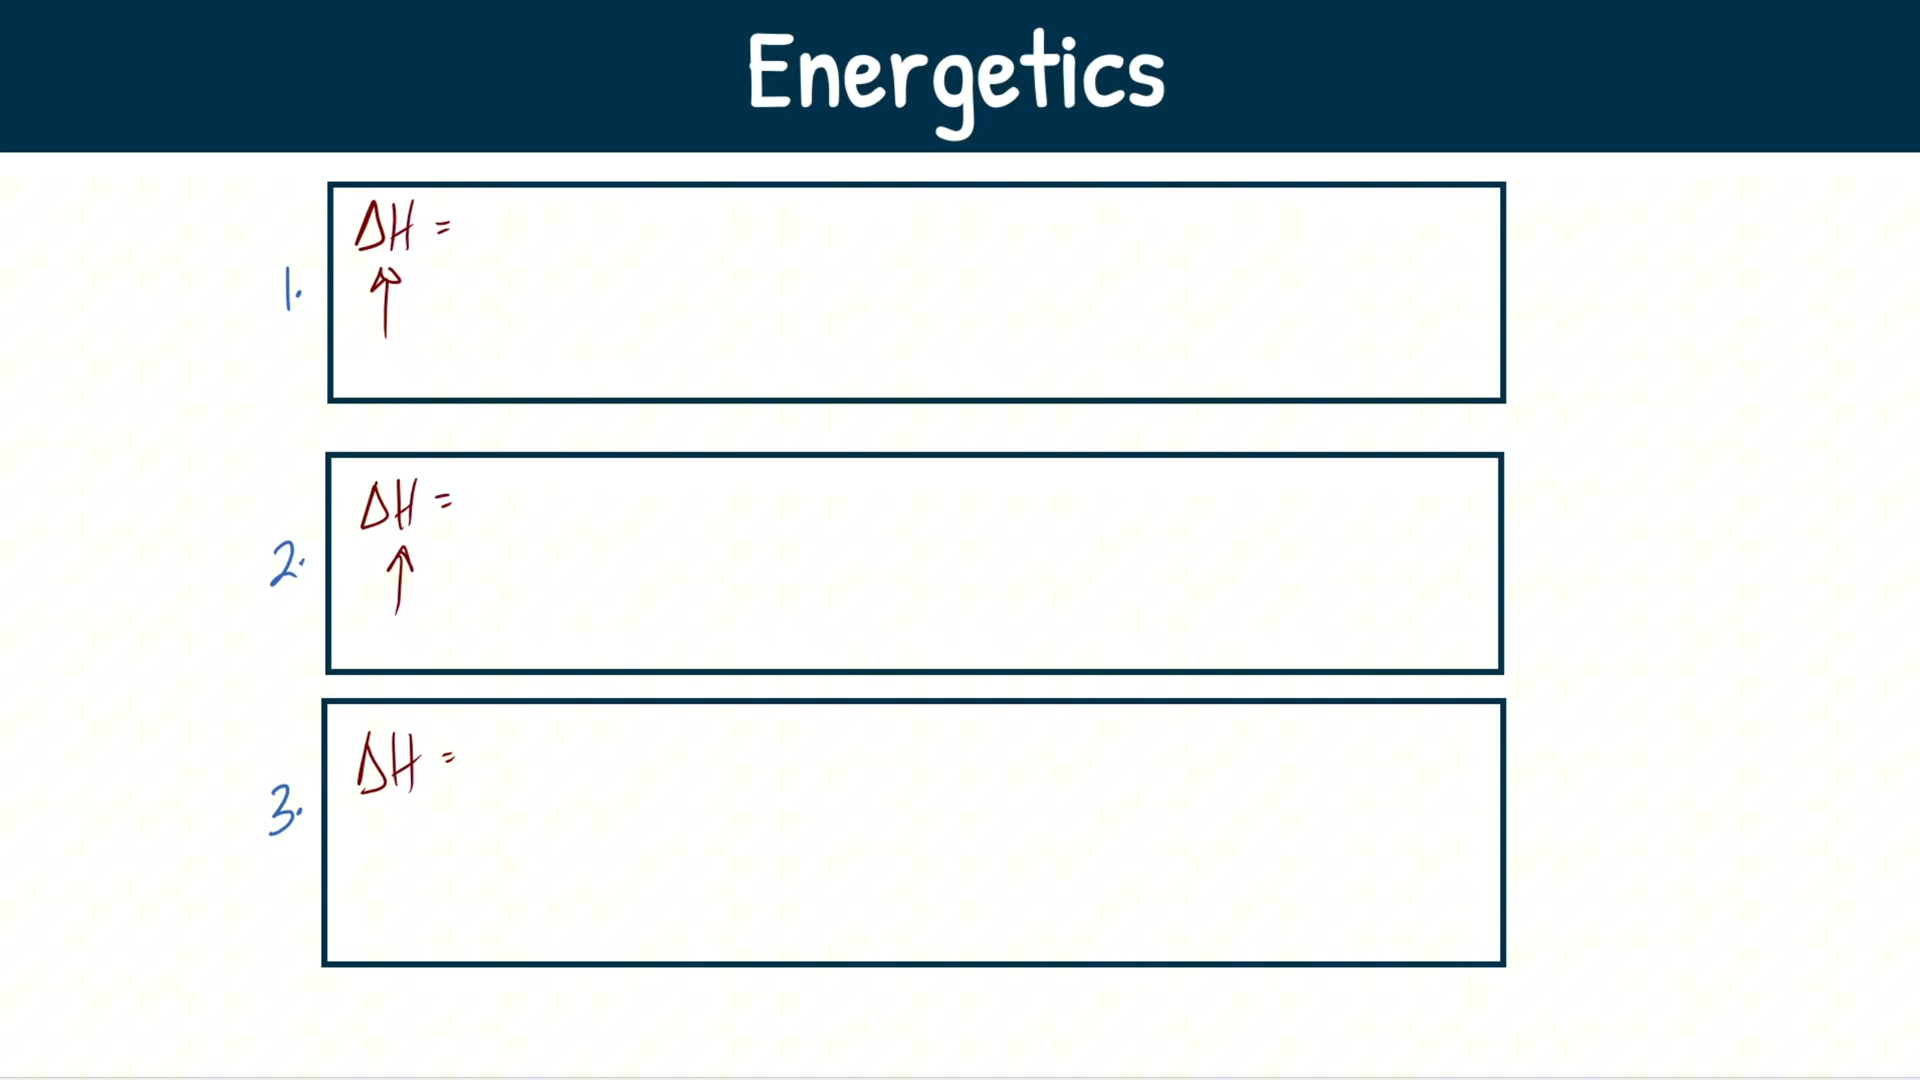 Energetics
1. ΔH =
↑
2. ΔH =
↑
3. ΔH =